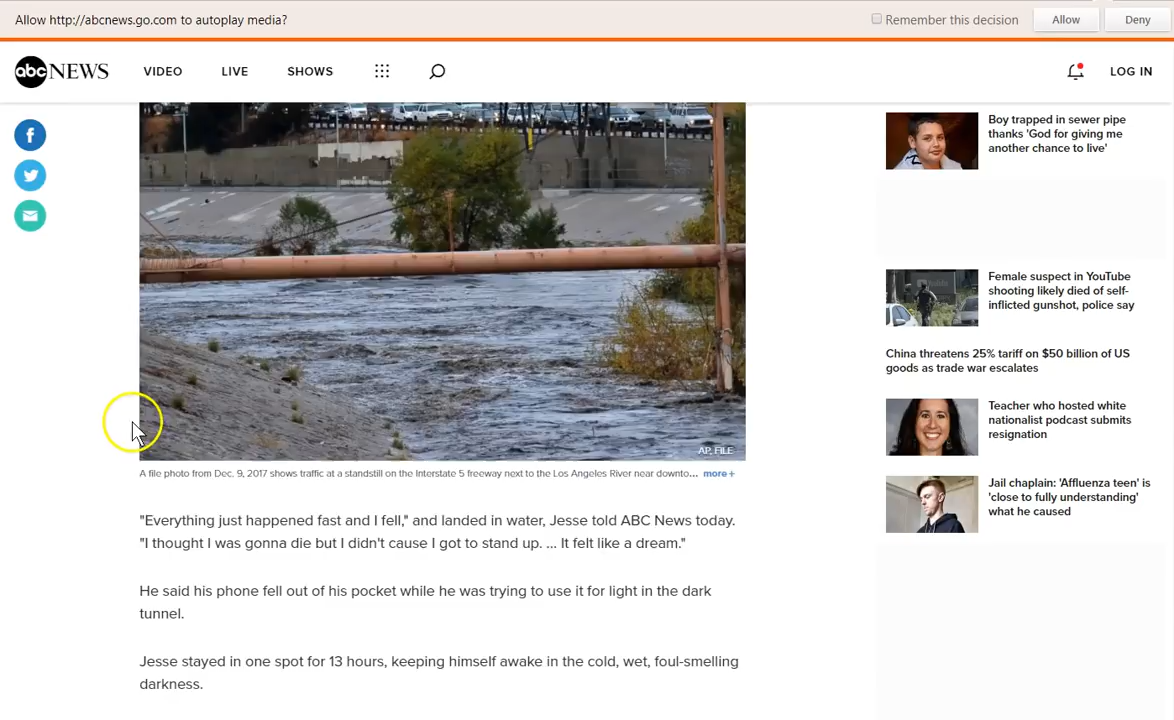 Allow http://abcnews.go.com to autoplay media?
Remember this decision
Allow
Deny
abc NEWS
VIDEO
LIVE
SHOWS
LOG IN
AP, FILE
A file photo from Dec. 9, 2017 shows traffic at a standstill on the Interstate 5 freeway next to the Los Angeles River near downto... more +
"Everything just happened fast and I fell," and landed in water, Jesse told ABC News today.
"I thought I was gonna die but I didn't cause I got to stand up. ... It felt like a dream."
He said his phone fell out of his pocket while he was trying to use it for light in the dark
tunnel.
Jesse stayed in one spot for 13 hours, keeping himself awake in the cold, wet, foul-smelling
darkness.
Boy trapped in sewer pipe
thanks 'God for giving me
another chance to live'
Female suspect in YouTube
shooting likely died of self-
inflicted gunshot, police say
China threatens 25% tariff on $50 billion of US
goods as trade war escalates
Teacher who hosted white
nationalist podcast submits
resignation
Jail chaplain: 'Affluenza teen' is
'close to fully understanding'
what he caused